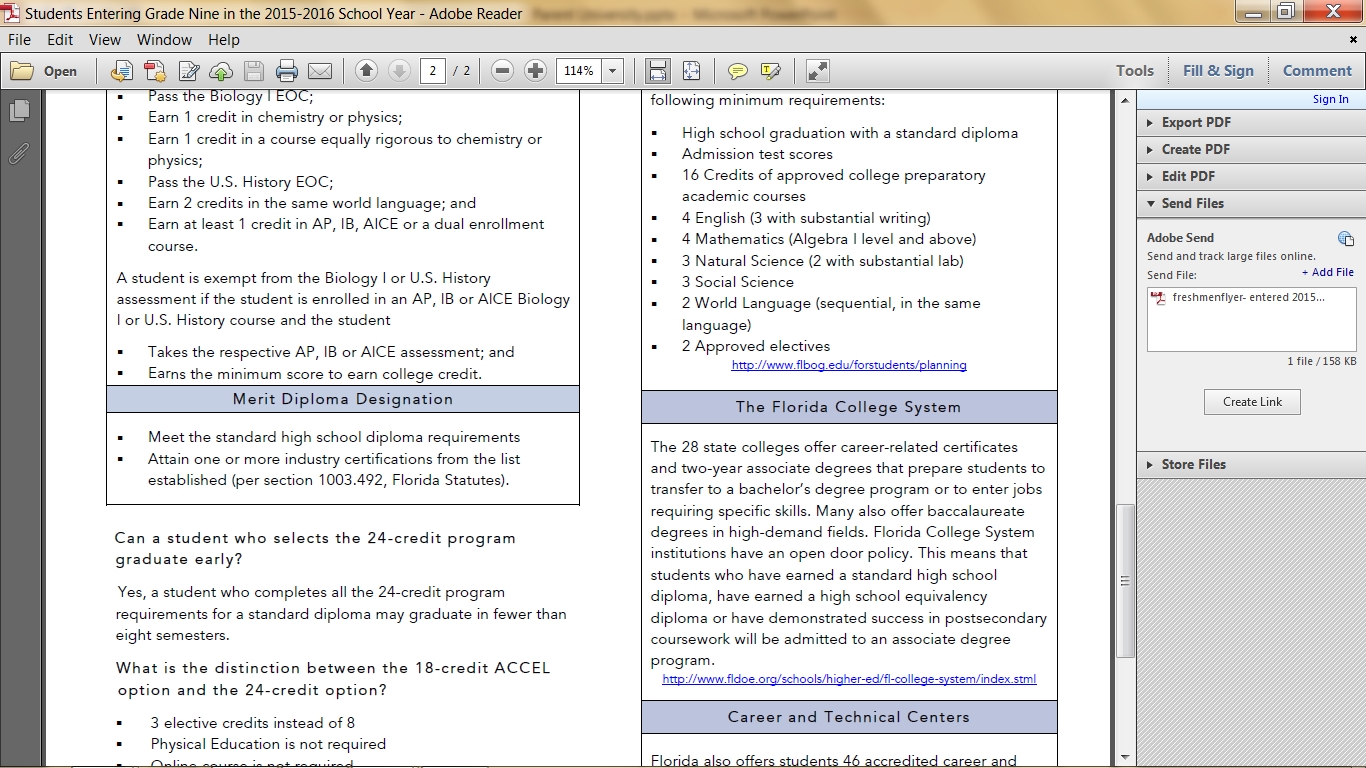 Students Entering Grade Nine in the 2015-2016 School Year - Adobe Reader
File Edit View Window Help
Open 2 / 2 114% Tools Fill & Sign Comment
▪ Pass the Biology I EOC;
▪ Earn 1 credit in chemistry or physics;
▪ Earn 1 credit in a course equally rigorous to chemistry or
physics;
▪ Pass the U.S. History EOC;
▪ Earn 2 credits in the same world language; and
▪ Earn at least 1 credit in AP, IB, AICE or a dual enrollment
course.
A student is exempt from the Biology I or U.S. History
assessment if the student is enrolled in an AP, IB or AICE Biology
I or U.S. History course and the student
▪ Takes the respective AP, IB or AICE assessment; and
▪ Earns the minimum score to earn college credit.
Merit Diploma Designation
▪ Meet the standard high school diploma requirements
▪ Attain one or more industry certifications from the list
established (per section 1003.492, Florida Statutes).
Can a student who selects the 24-credit program
graduate early?
Yes, a student who completes all the 24-credit program
requirements for a standard diploma may graduate in fewer than
eight semesters.
What is the distinction between the 18-credit ACCEL
option and the 24-credit option?
▪ 3 elective credits instead of 8
▪ Physical Education is not required
▪ Online course is not required
following minimum requirements:
▪ High school graduation with a standard diploma
▪ Admission test scores
▪ 16 Credits of approved college preparatory
academic courses
▪ 4 English (3 with substantial writing)
▪ 4 Mathematics (Algebra I level and above)
▪ 3 Natural Science (2 with substantial lab)
▪ 3 Social Science
▪ 2 World Language (sequential, in the same
language)
▪ 2 Approved electives
http://www.flbog.edu/forstudents/planning
The Florida College System
The 28 state colleges offer career-related certificates
and two-year associate degrees that prepare students to
transfer to a bachelor's degree program or to enter jobs
requiring specific skills. Many also offer baccalaureate
degrees in high-demand fields. Florida College System
institutions have an open door policy. This means that
students who have earned a standard high school
diploma, have earned a high school equivalency
diploma or have demonstrated success in postsecondary
coursework will be admitted to an associate degree
program.
http://www.fldoe.org/schools/higher-ed/fl-college-system/index.stml
Career and Technical Centers
Florida also offers students 46 accredited career and
Sign In
Export PDF
Create PDF
Edit PDF
Send Files
Adobe Send
Send and track large files online.
Send File: + Add File
freshmenflyer- entered 2015...
1 file / 158 KB
Create Link
Store Files